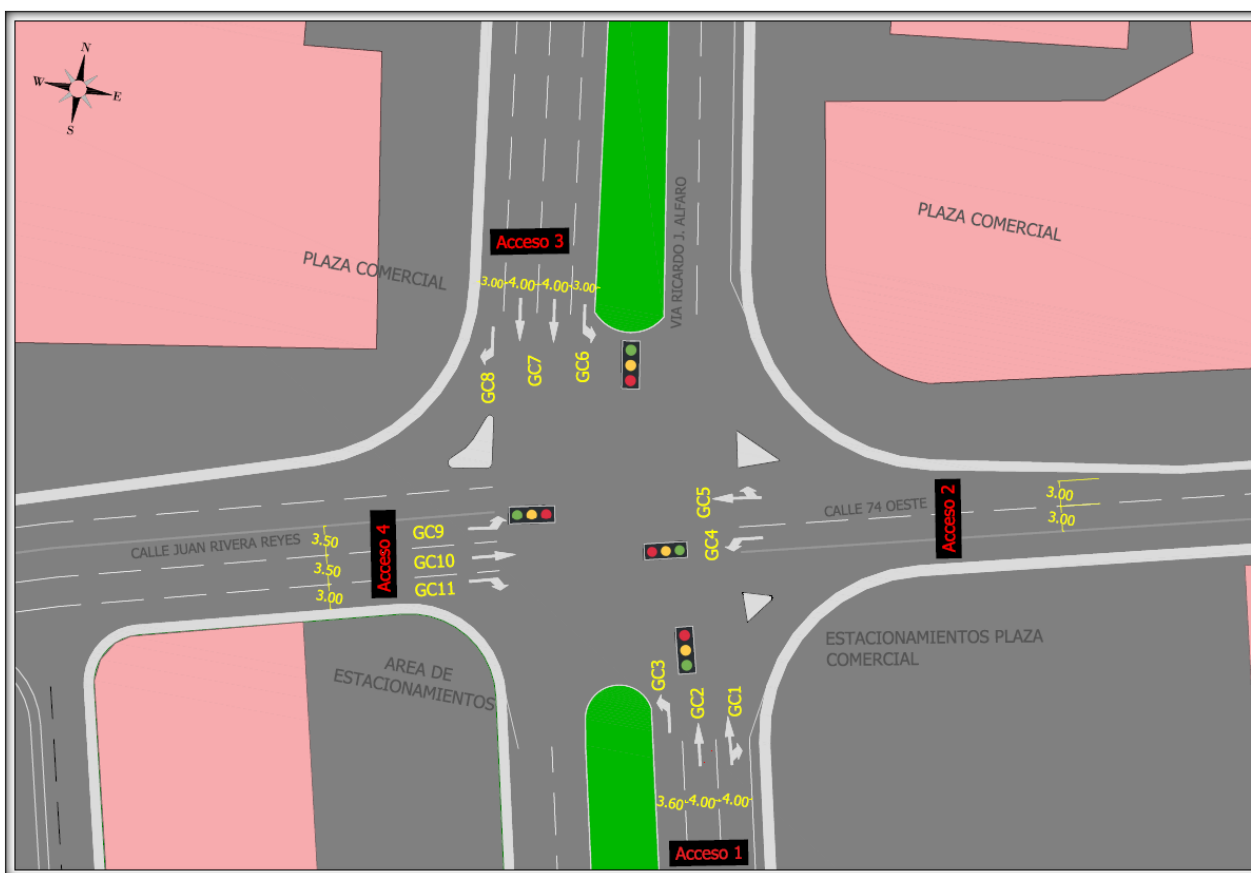 N
W
E
S
PLAZA COMERCIAL
Acceso 3
3.00
4.00
4.00
3.00
GC8
GC7
GC6
VIA RICARDO J. ALFARO
PLAZA COMERCIAL
GC5
GC4
CALLE 74 OESTE
Acceso 2
3.00
3.00
CALLE JUAN RIVERA REYES
3.50
3.50
3.00
Acceso 4
GC9
GC10
GC11
AREA DE
ESTACIONAMIENTOS
ESTACIONAMIENTOS PLAZA
COMERCIAL
GC3
GC2
GC1
3.60
4.00
4.00
Acceso 1